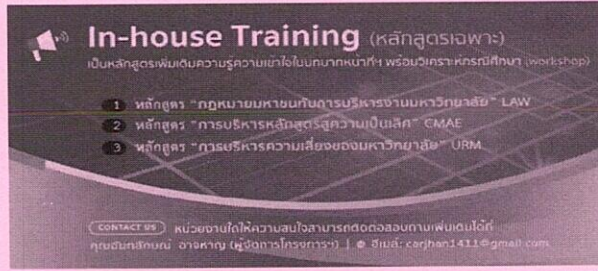 In-house Training (หลักสูตรเฉพาะ)
เป็นหลักสูตรเพิ่มเติมความรู้ความเข้าใจในบทบาทหน้าที่ฯ พร้อมวิเคราะห์กรณีศึกษา (workshop)
1 หลักสูตร "กฎหมายมหาชนกับการบริหารงานมหาวิทยาลัย" LAW
2 หลักสูตร "การบริหารหลักสูตรสู่ความเป็นเลิศ" CMAE
3 หลักสูตร "การบริหารความเสี่ยงของมหาวิทยาลัย" URM
CONTACT US หน่วยงานใดให้ความสนใจสามารถติดต่อสอบถามเพิ่มเติมได้ที่
อาจหาญ (ผู้จัดการโครงการฯ) | อีเมล์: carjhan1411@gmail.com